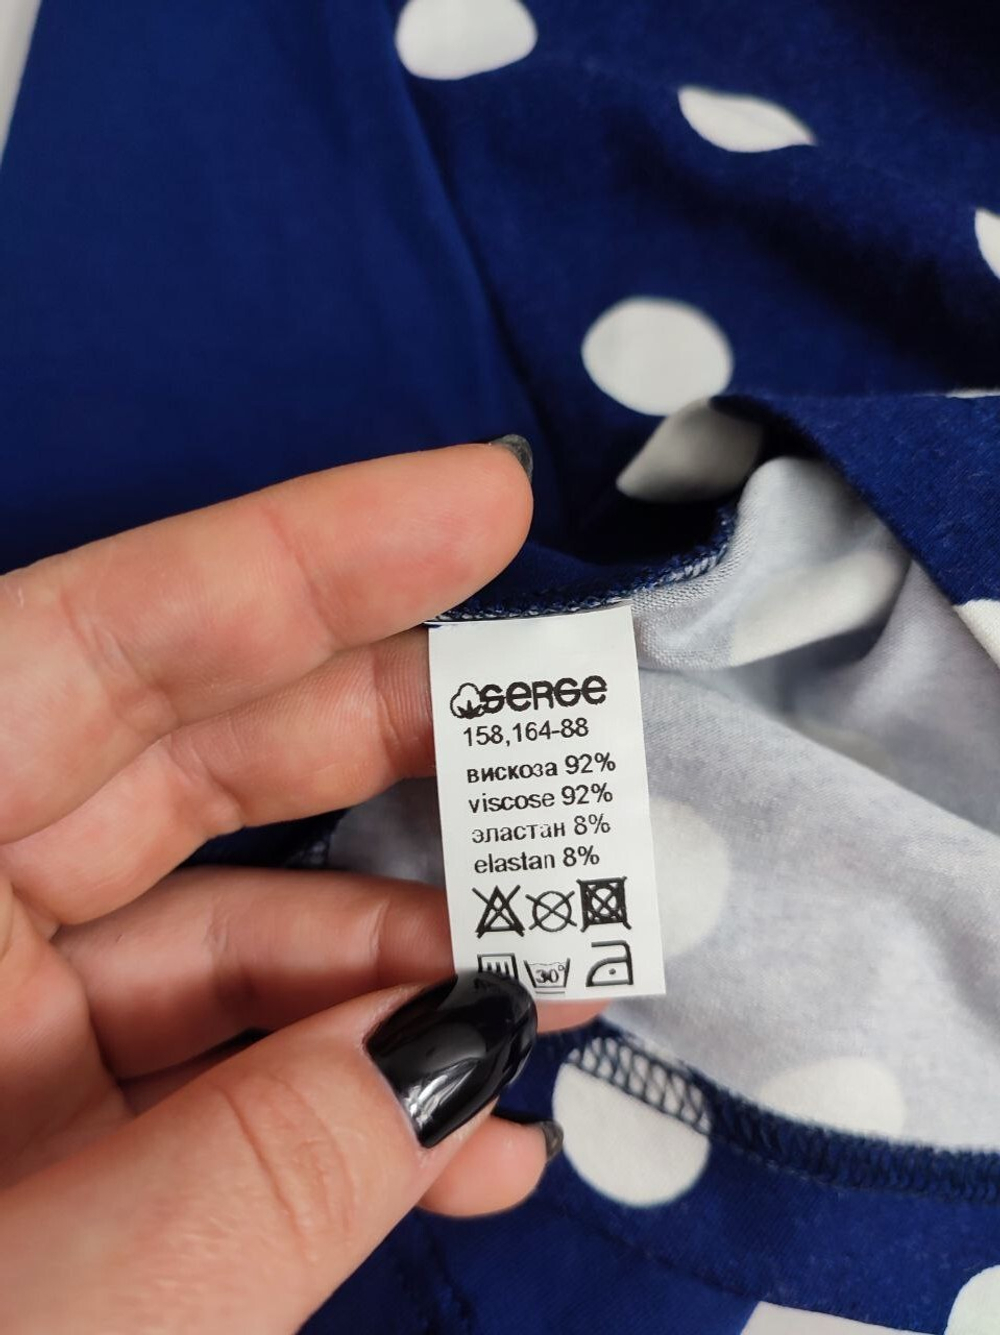 SERGE
158,164-88
вискоза 92%
viscose 92%
эластан 8%
elastan 8%
30°